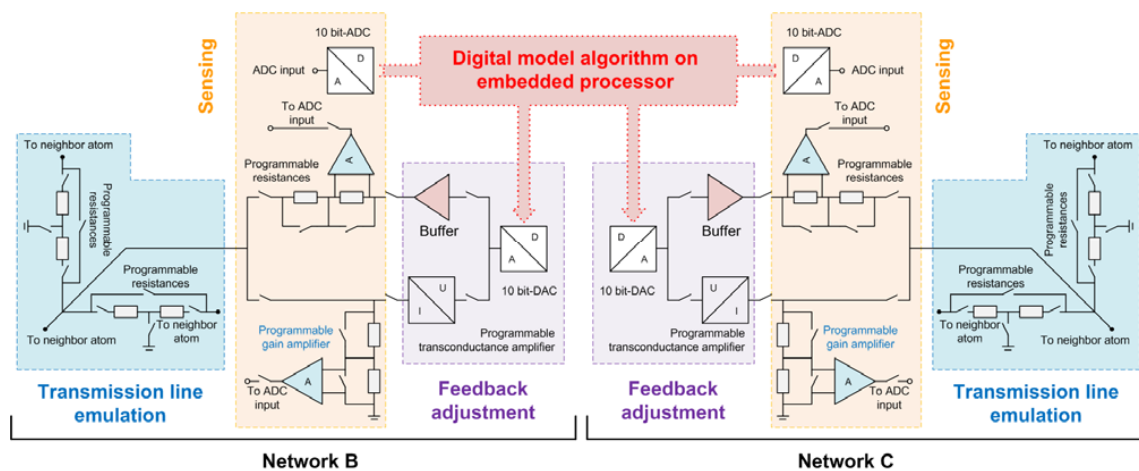 Sensing
10 bit-ADC
D
A
ADC input
To ADC
input
A
Programmable
resistances
To neighbor atom
Programmable
resistances
Programmable
resistances
To neighbor atom
To neighbor
atom
Transmission line
emulation
Buffer
D
A
10 bit-DAC
U
I
Programmable
transconductance amplifier
Programmable
gain amplifier
A
To ADC
input
Feedback
adjustment
Network B
Digital model algorithm on
embedded processor
10 bit-ADC
D
A
ADC input
Sensing
To ADC
input
A
Programmable
resistances
Buffer
D
A
10 bit-DAC
U
I
Programmable
transconductance amplifier
Programmable
gain amplifier
A
To ADC
input
Feedback
adjustment
To neighbor atom
Programmable
resistances
Programmable
resistances
To neighbor
atom
To neighbor atom
Transmission line
emulation
Network C